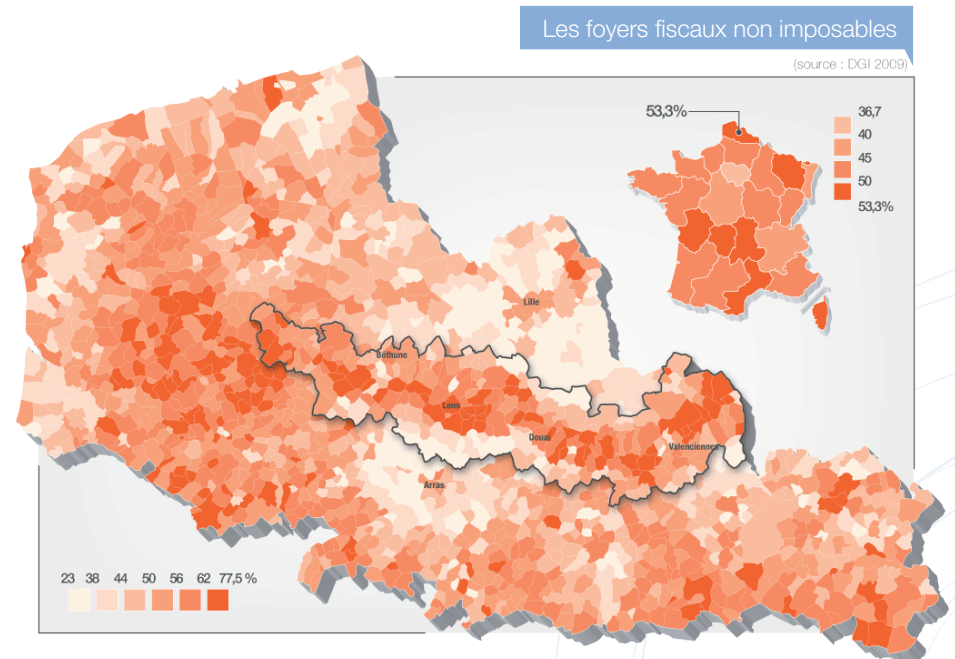 Les foyers fiscaux non imposables
(source : DGI 2009)
53,3%
36,7
40
45
50
53,3%
Lille
Béthune
Lens
Douai
Valenciennes
Arras
23 38 44 50 56 62 77,5 %